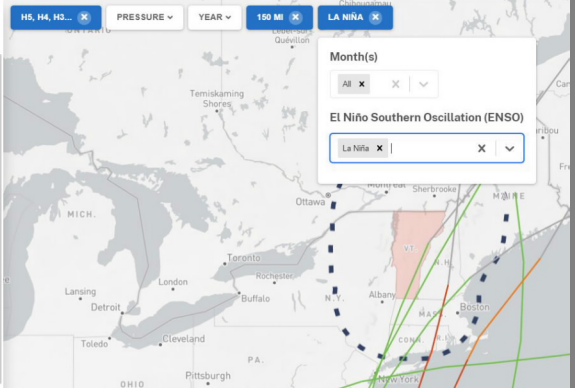 H5, H4, H3...
PRESSURE
YEAR
150 MI
LA NIÑA
Chibougamau
ONTARIO
Lebel-sur-
Quévillon
Month(s)
All
El Niño Southern Oscillation (ENSO)
La Niña
Temiskaming
Shores
Caribou
Ottawa
Montreal
Sherbrooke
MAINE
MICH.
V.T.
Toronto
N.H.
London
Rochester
Lansing
Buffalo
N.Y.
Albany
Detroit
MASS.
Boston
Toledo
Cleveland
CONN.
R.I.
PA.
New York
Pittsburgh
OHIO